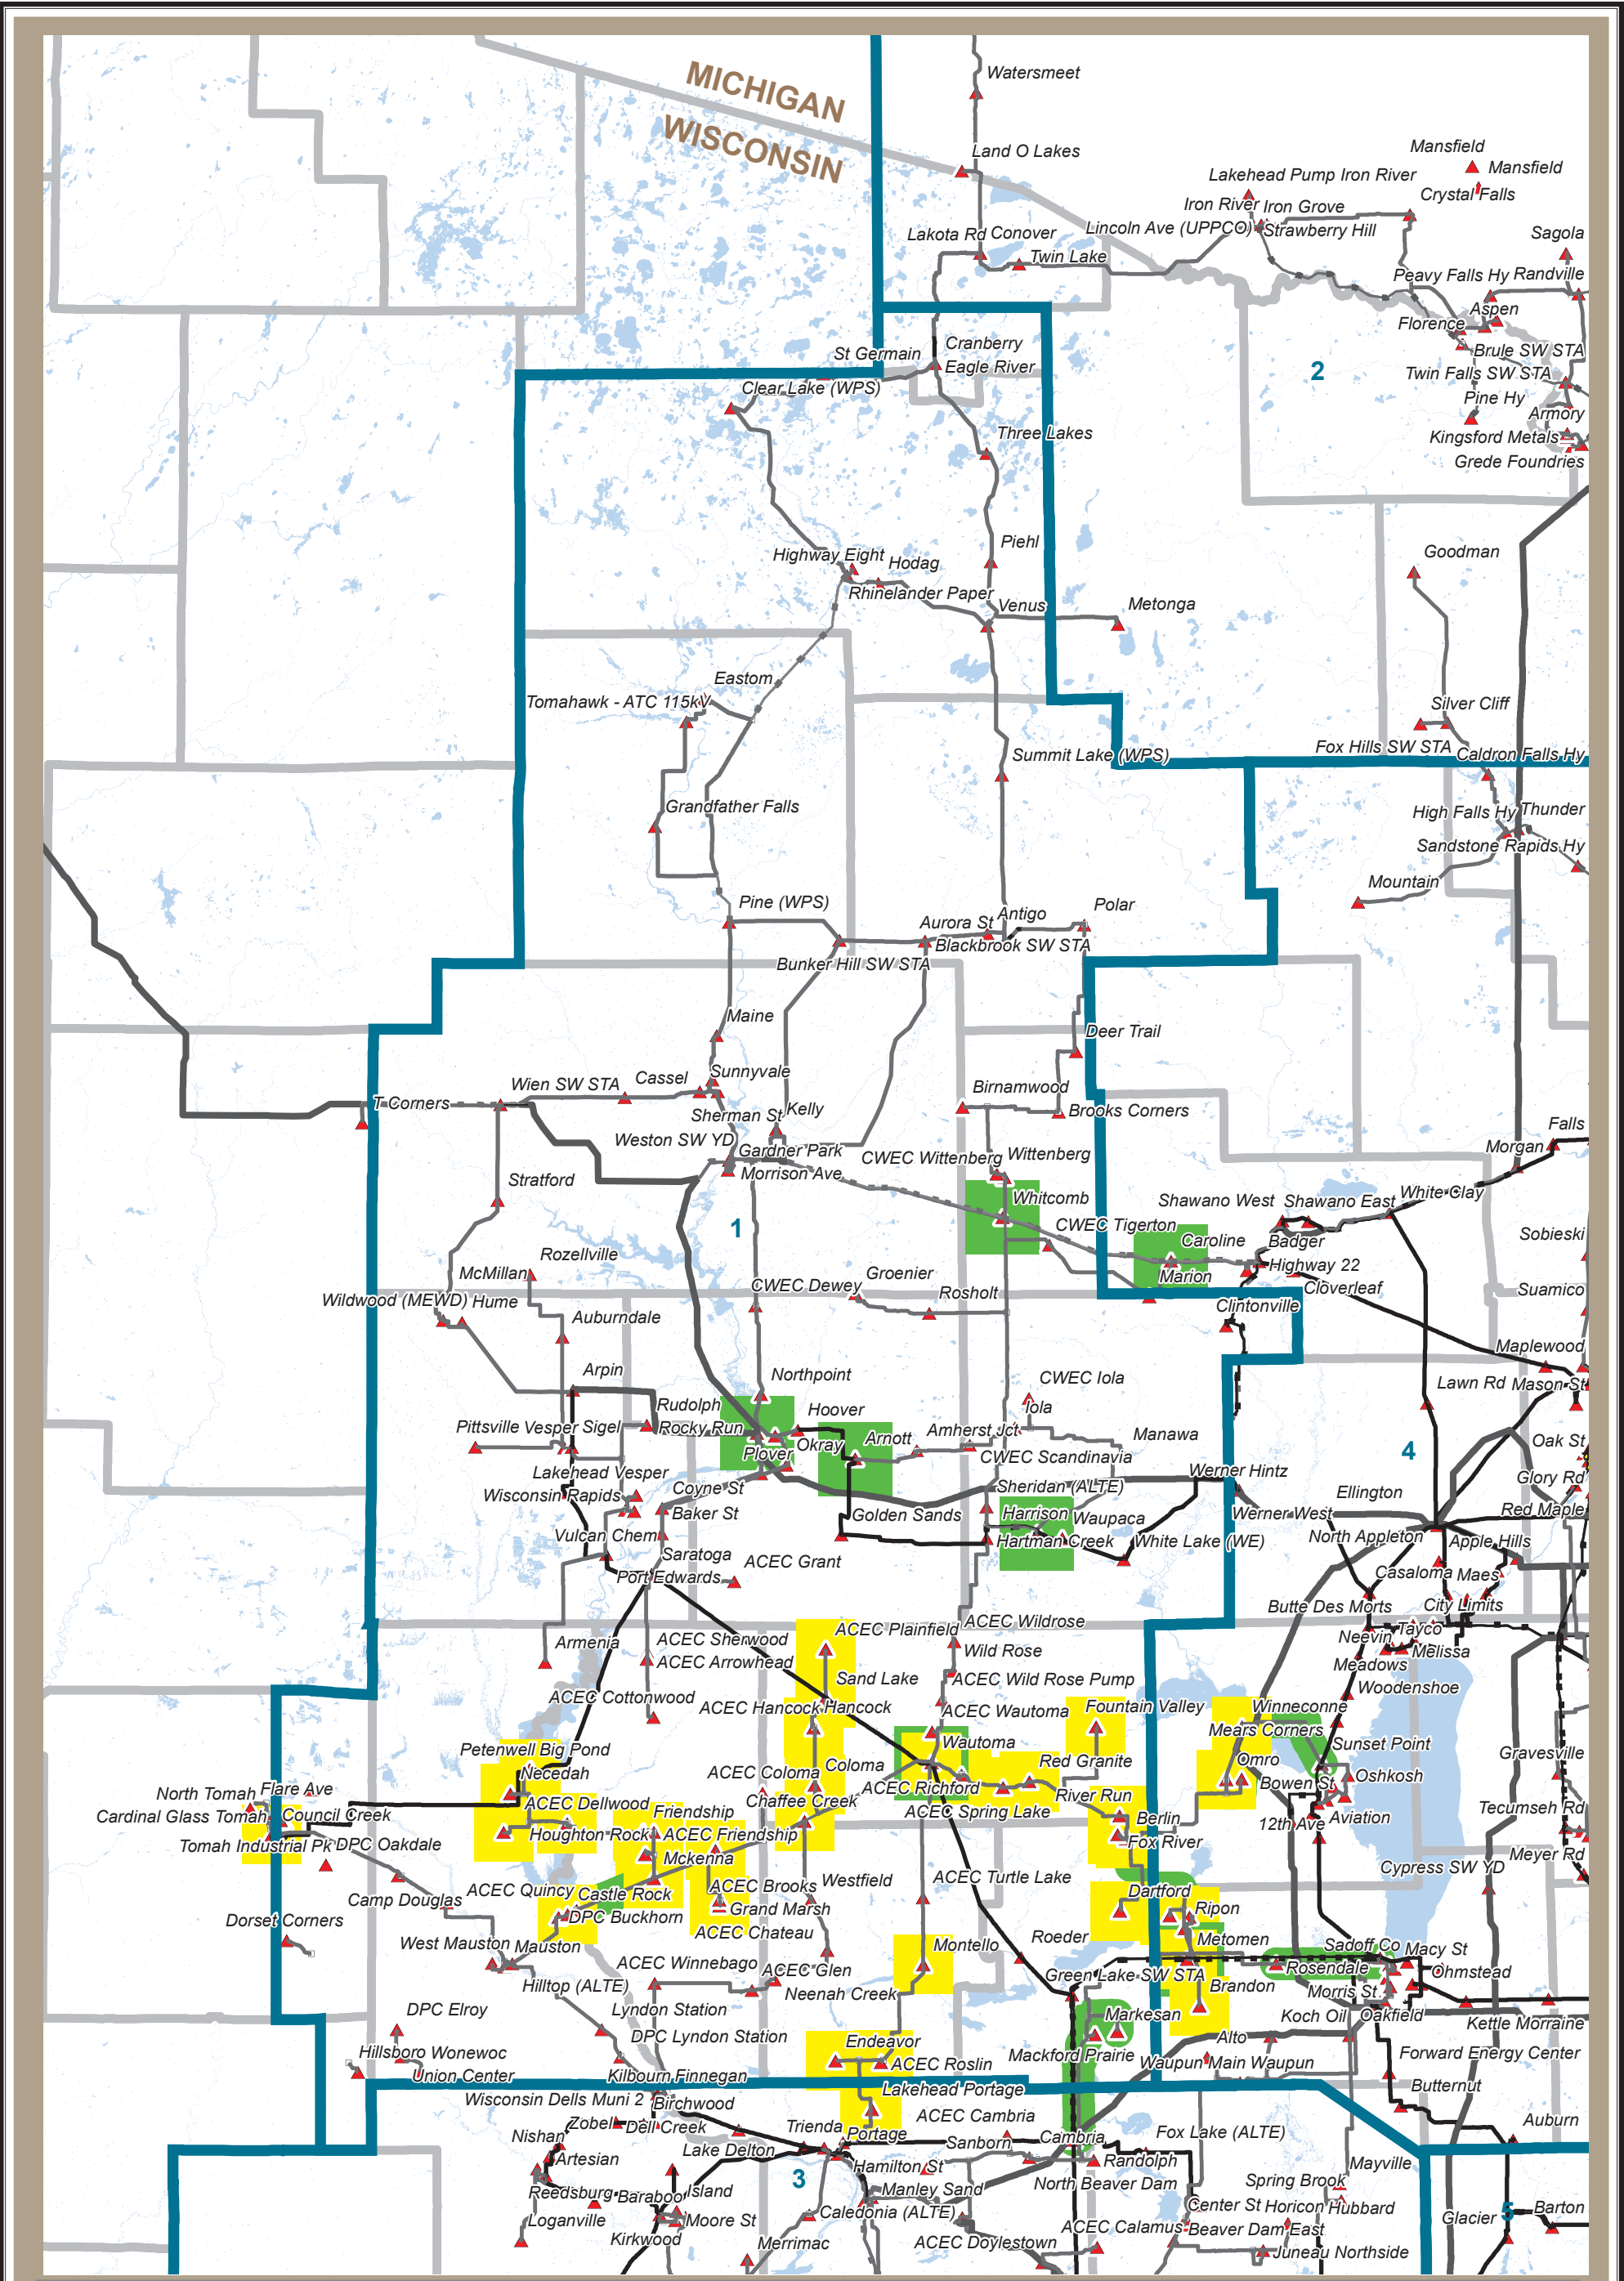 MICHIGAN
WISCONSIN
Watersmeet
Land O Lakes
Mansfield
Mansfield
Lakehead Pump Iron River
Crystal Falls
Iron River
Iron Grove
Lincoln Ave (UPPCO)
Strawberry Hill
Lakota Rd
Conover
Twin Lake
Sagola
Peavy Falls Hy
Randville
Aspen
Florence
Brule SW STA
Twin Falls SW STA
Pine Hy
Armory
Kingsford Metals
Grede Foundries
2
St Germain
Cranberry
Eagle River
Clear Lake (WPS)
Three Lakes
Piehl
Highway Eight
Hodag
Rhinelander Paper
Venus
Metonga
Goodman
Eastom
Tomahawk - ATC 115kV
Silver Cliff
Summit Lake (WPS)
Fox Hills SW STA
Caldron Falls Hy
Grandfather Falls
High Falls Hy
Thunder
Sandstone Rapids Hy
Mountain
Pine (WPS)
Aurora St
Antigo
Polar
Blackbrook SW STA
Bunker Hill SW STA
Maine
Deer Trail
Sunnyvale
Cassel
Wien SW STA
T Corners
Birnamwood
Brooks Corners
Sherman St
Kelly
Weston SW YD
Gardner Park
Morrison Ave
CWEC Wittenberg
Wittenberg
Falls
Morgan
Stratford
Whitcomb
Shawano West
Shawano East
White Clay
1
CWEC Tigerton
Caroline
Badger
Sobieski
Rozellville
McMillan
Groenier
Marion
Highway 22
CWEC Dewey
Rosholt
Cloverleaf
Suamico
Wildwood (MEWD)
Hume
Clintonville
Auburndale
Maplewood
Arpin
Northpoint
CWEC Iola
Lawn Rd
Mason St
Rudolph
Hoover
Iola
Pittsville
Vesper
Sigel
Rocky Run
Okray
Arnott
Amherst Jct
Manawa
Plover
CWEC Scandinavia
4
Oak St
Lakehead Vesper
Werner Hintz
Glory Rd
Wisconsin Rapids
Coyne St
Sheridan (ALTE)
Ellington
Baker St
Golden Sands
Harrison
Waupaca
Werner West
Red Maple
Vulcan Chem
Hartman Creek
White Lake (WE)
North Appleton
Apple Hills
Saratoga
ACEC Grant
Port Edwards
Casaloma
Maes
Butte Des Morts
City Limits
ACEC Plainfield
ACEC Wildrose
Neevin
Tayco
Armenia
ACEC Sherwood
ACEC Arrowhead
Wild Rose
Melissa
Meadows
Sand Lake
ACEC Wild Rose Pump
Woodenshoe
ACEC Cottonwood
ACEC Hancock
Hancock
ACEC Wautoma
Fountain Valley
Winneconne
Mears Corners
Wautoma
Sunset Point
Petenwell Big Pond
Coloma
Red Granite
Omro
Gravesville
Necedah
ACEC Coloma
ACEC Richford
Bowen St
Oshkosh
North Tomah
Flare Ave
ACEC Dellwood
Chaffee Creek
River Run
Cardinal Glass Tomah
Council Creek
Friendship
ACEC Spring Lake
Berlin
12th Ave
Aviation
Tecumseh Rd
Houghton Rock
ACEC Friendship
Fox River
Tomah Industrial Pk
DPC Oakdale
Mckenna
Meyer Rd
Cypress SW YD
ACEC Quincy
Castle Rock
ACEC Brooks
Westfield
ACEC Turtle Lake
Camp Douglas
DPC Buckhorn
Grand Marsh
Dartford
Ripon
Dorset Corners
ACEC Chateau
West Mauston
Mauston
Montello
Roeder
Metomen
Sadoff Co
Macy St
ACEC Winnebago
ACEC Glen
Green Lake SW STA
Rosendale
Ohmstead
Hilltop (ALTE)
Neenah Creek
Brandon
Morris St
DPC Elroy
Lyndon Station
Markesan
Koch Oil
Oakfield
Kettle Morraine
DPC Lyndon Station
Endeavor
Alto
Hillsboro
Wonewoc
ACEC Roslin
Mackford Prairie
Waupun Main
Waupun
Forward Energy Center
Union Center
Kilbourn
Finnegan
Lakehead Portage
Butternut
Wisconsin Dells Muni 2
Birchwood
ACEC Cambria
Zobel
Dell Creek
Trienda
Portage
Auburn
Nishan
Lake Delton
Sanborn
Cambria
Fox Lake (ALTE)
Artesian
Hamilton St
Randolph
Mayville
3
North Beaver Dam
Spring Brook
Reedsburg
Baraboo
Island
Manley Sand
Center St
Horicon
Hubbard
5
Barton
Loganville
Moore St
Caledonia (ALTE)
Glacier
Kirkwood
Merrimac
ACEC Calamus
Beaver Dam East
ACEC Doylestown
Juneau Northside